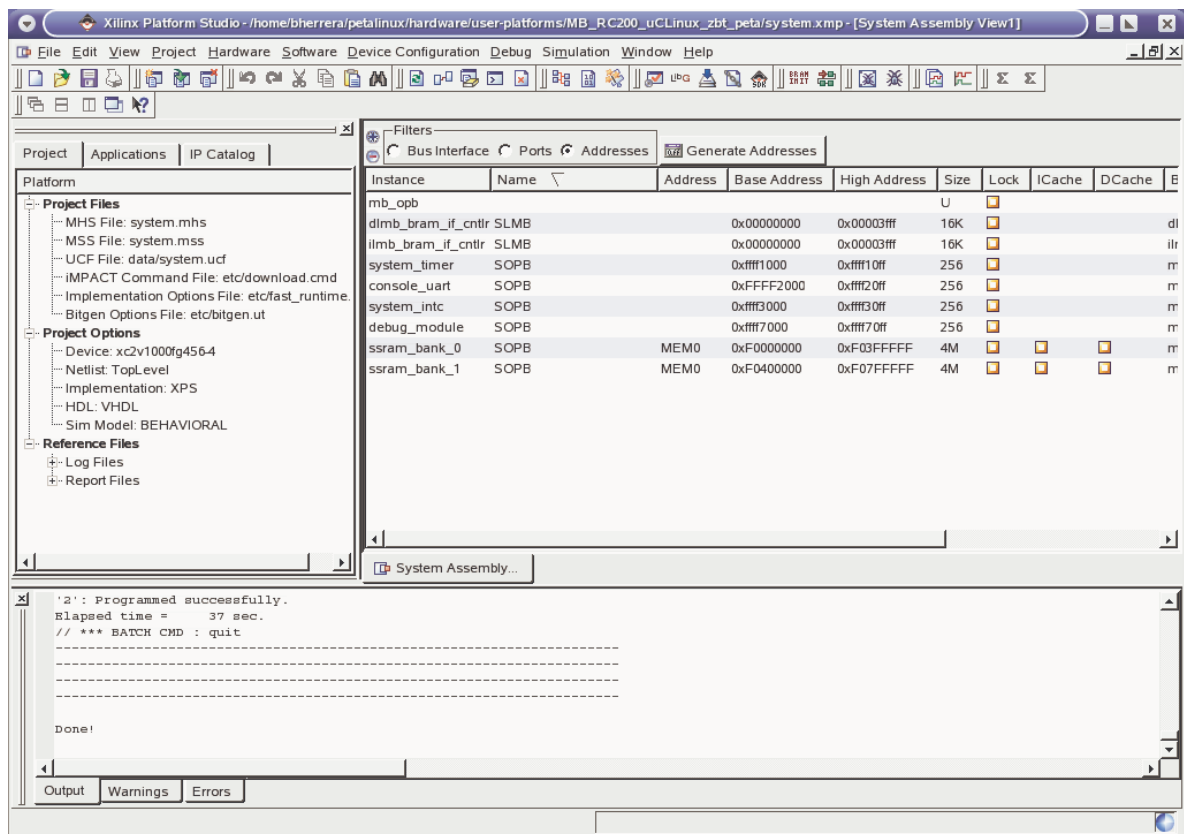 Xilinx Platform Studio - /home/bherrera/petalinux/hardware/user-platforms/MB_RC200_uCLinux_zbt_peta/system.xmp - [System Assembly View1]
File Edit View Project Hardware Software Device Configuration Debug Simulation Window Help
Project Applications IP Catalog
Platform
Project Files
MHS File: system.mhs
MSS File: system.mss
UCF File: data/system.ucf
iMPACT Command File: etc/download.cmd
Implementation Options File: etc/fast_runtime.
Bitgen Options File: etc/bitgen.ut
Project Options
Device: xc2v1000fg456-4
Netlist: TopLevel
Implementation: XPS
HDL: VHDL
Sim Model: BEHAVIORAL
Reference Files
Log Files
Report Files
Filters
Bus Interface Ports Addresses Generate Addresses
Instance Name Address Base Address High Address Size Lock ICache DCache B
mb_opb U
dlmb_bram_if_cntlr SLMB 0x00000000 0x00003fff 16K dl
ilmb_bram_if_cntlr SLMB 0x00000000 0x00003fff 16K ilr
system_timer SOPB 0xffff1000 0xffff10ff 256 m
console_uart SOPB 0xFFFF2000 0xffff20ff 256 m
system_intc SOPB 0xffff3000 0xffff30ff 256 m
debug_module SOPB 0xffff7000 0xffff70ff 256 m
ssram_bank_0 SOPB MEM0 0xF0000000 0xF03FFFFF 4M m
ssram_bank_1 SOPB MEM0 0xF0400000 0xF07FFFFF 4M m
System Assembly...
'2': Programmed successfully.
Elapsed time = 37 sec.
// *** BATCH CMD : quit
----------------------------------------------------------------------
----------------------------------------------------------------------
----------------------------------------------------------------------
----------------------------------------------------------------------
Done!
Output Warnings Errors